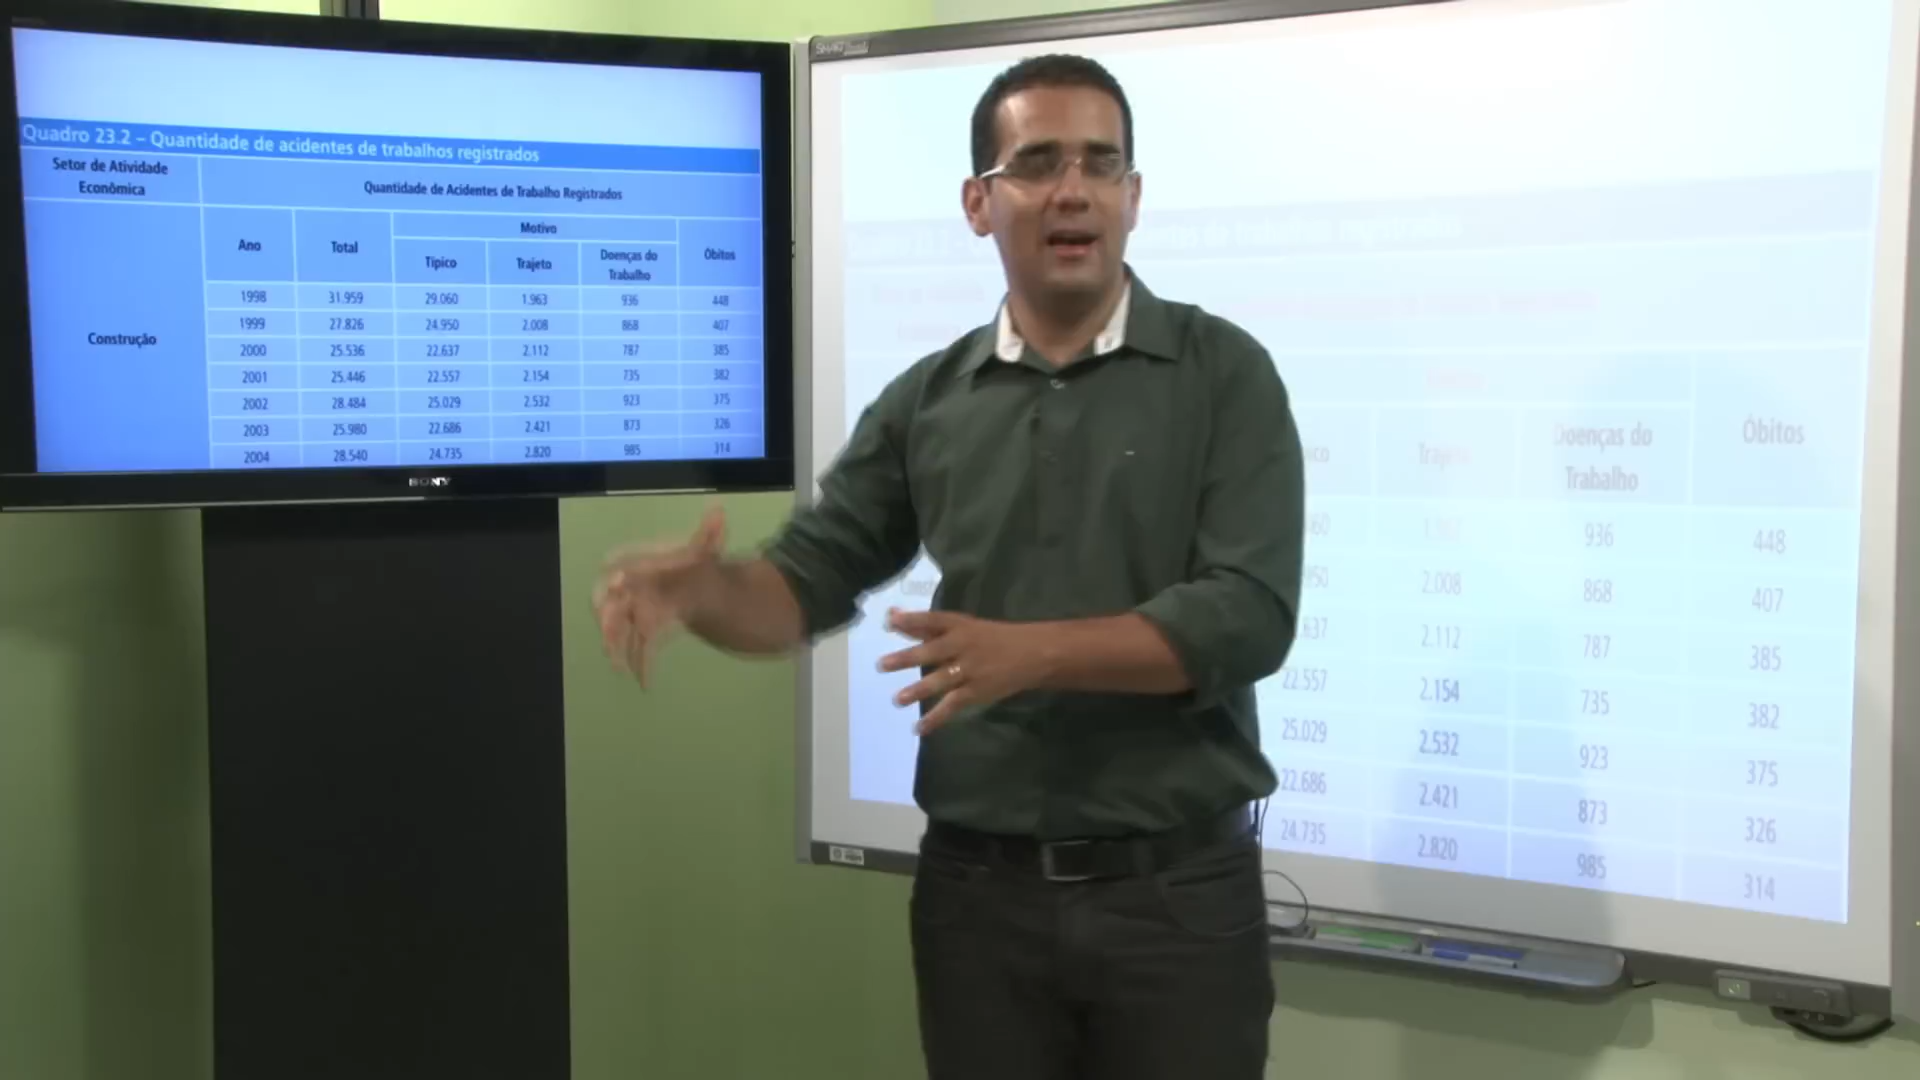 Quadro 23.2 – Quantidade de acidentes de trabalhos registrados
Setor de Atividade Econômica
Quantidade de Acidentes de Trabalho Registrados
Construção
Ano Total Motivo Óbitos
Típico Trajeto Doenças do Trabalho
1998 31.959 29.060 1.963 936 448
1999 27.826 24.950 2.008 868 407
2000 25.536 22.637 2.112 787 385
2001 25.446 22.557 2.154 735 382
2002 28.484 25.029 2.532 923 375
2003 25.980 22.686 2.421 873 326
2004 28.540 24.735 2.820 985 314
SONY
SMART Board
registrados
Doenças do Trabalho Óbitos
936 448
2.008 868 407
2.112 787 385
22.557 2.154 735 382
25.029 2.532 923 375
22.686 2.421 873 326
24.735 2.820 985 314